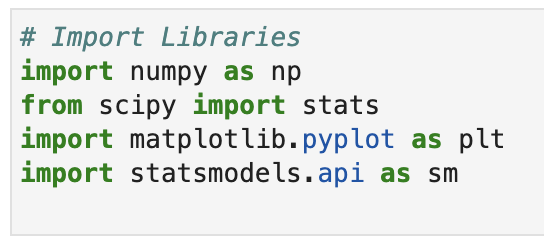 # Import Libraries
import numpy as np
from scipy import stats
import matplotlib.pyplot as plt
import statsmodels.api as sm